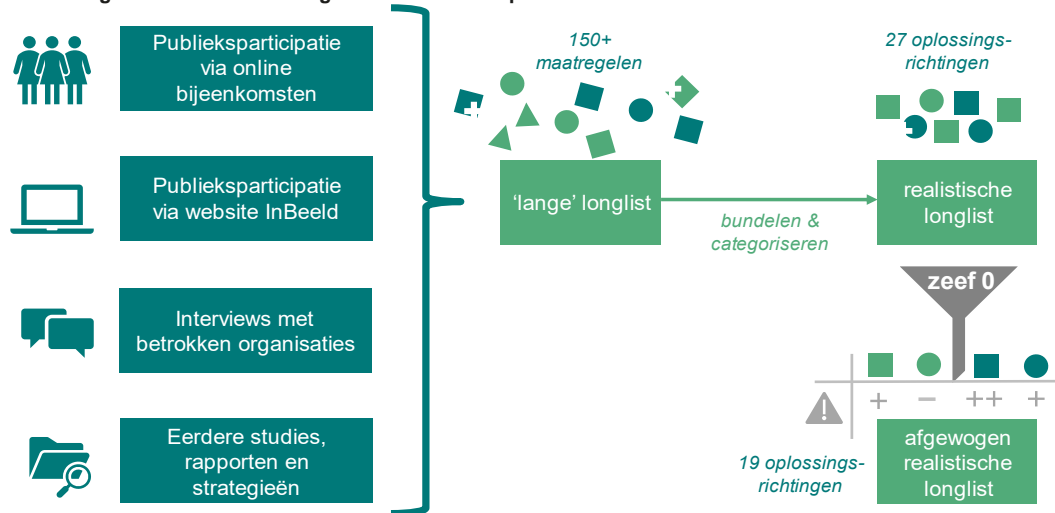 Publieksparticipatie
via online
bijeenkomsten
Publieksparticipatie
via website InBeeld
Interviews met
betrokken organisaties
Eerdere studies,
rapporten en
strategieën
150+
maatregelen
'lange' longlist
bundelen &
categoriseren
27 oplossings-
richtingen
realistische
longlist
zeef 0
+ − ++ +
19 oplossings-
richtingen
afgewogen
realistische
longlist